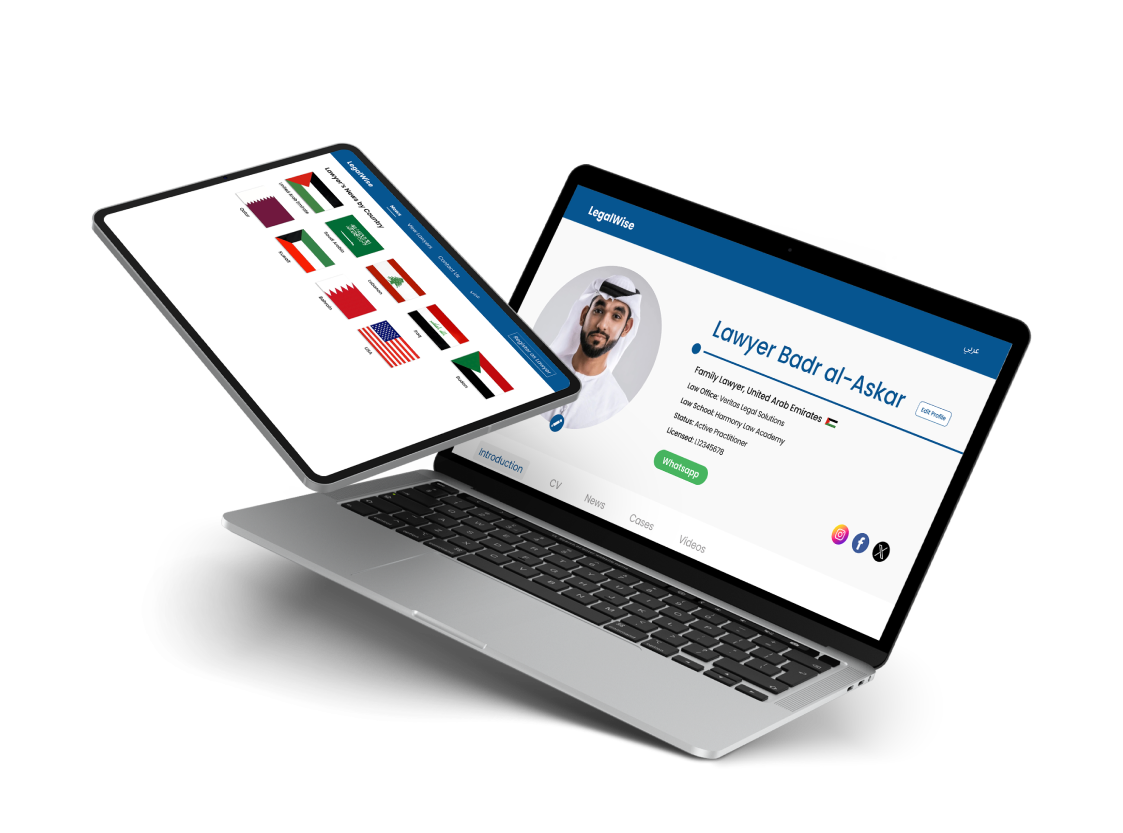 LegalWise
News
View Lawyers
Contact Us
عربي
Register as Lawyer
Lawyer's News by Country
United Arab Emirates
Saudi Arabia
Lebanon
Iraq
Sudan
Qatar
Kuwait
Bahrain
USA
LegalWise
عربي
Lawyer Badr al-Askar
Edit Profile
Family Lawyer, United Arab Emirates
Law Office: Veritas Legal Solutions
Law School: Harmony Law Academy
Status: Active Practitioner
Licensed: L12345678
Whatsapp
Introduction
CV
News
Cases
Videos